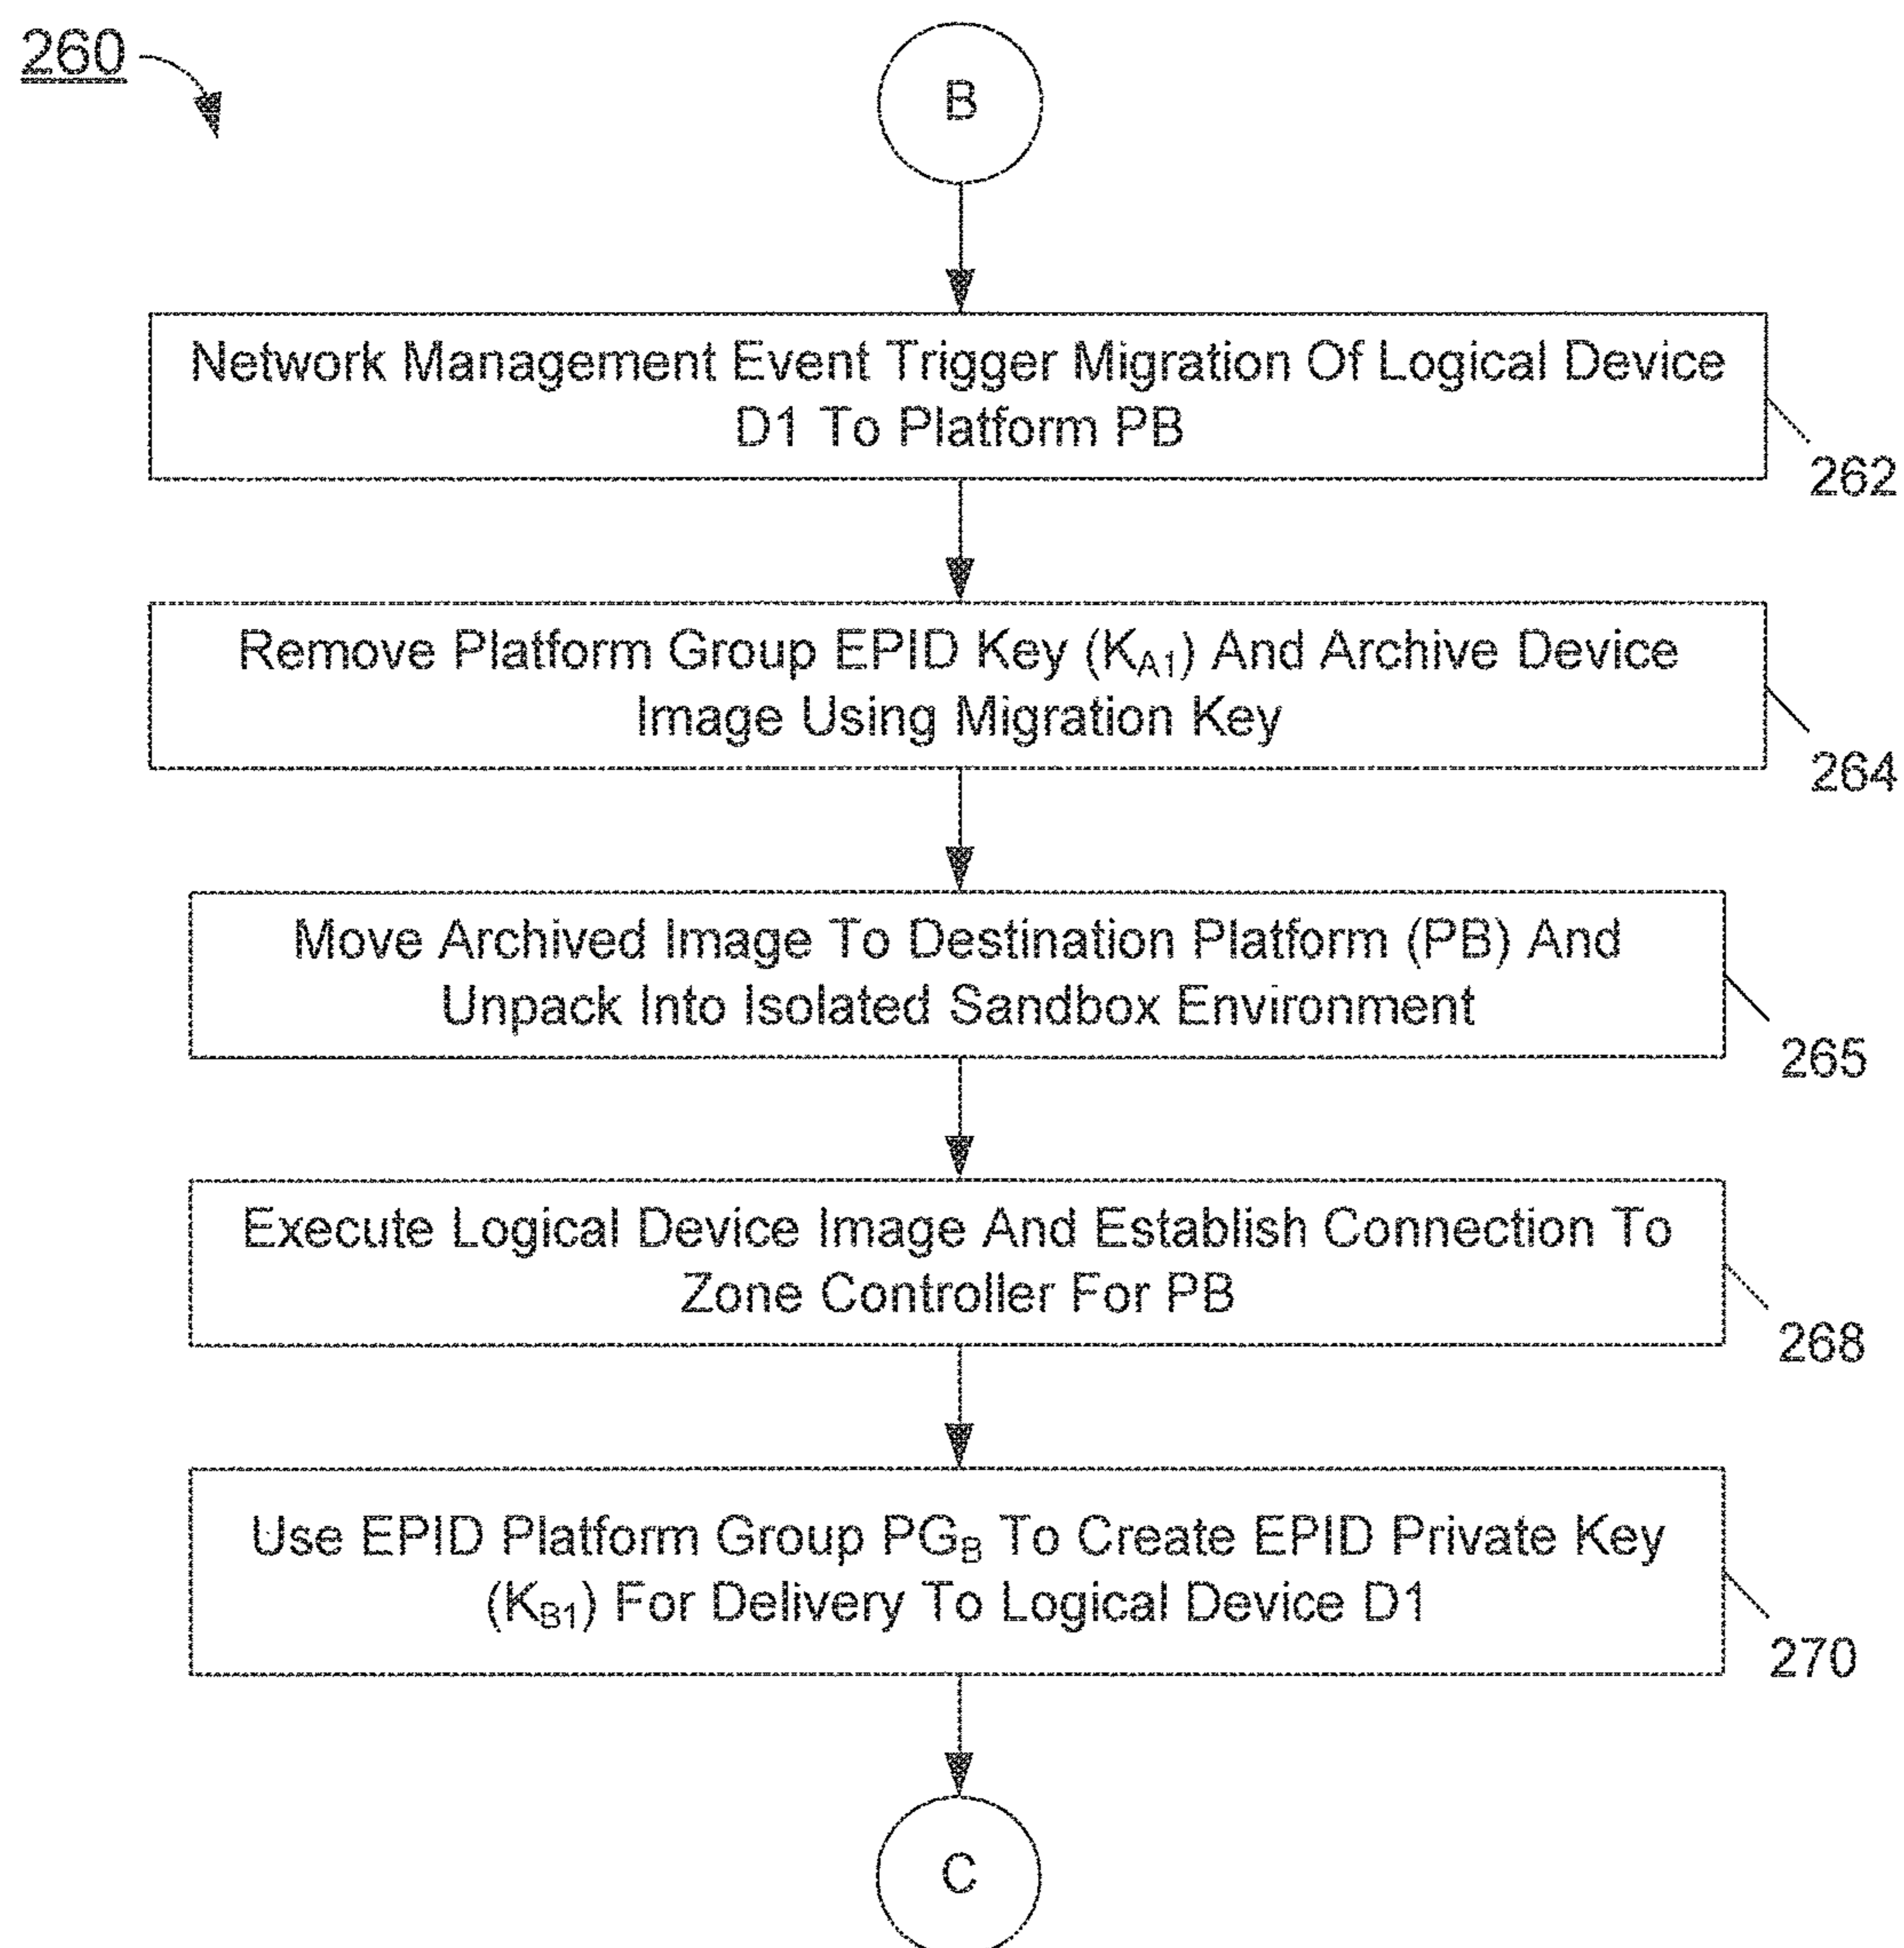 260
B
Network Management Event Trigger Migration Of Logical Device
D1 To Platform PB
262
Remove Platform Group EPID Key (KA1) And Archive Device
Image Using Migration Key
264
Move Archived Image To Destination Platform (PB) And
Unpack Into Isolated Sandbox Environment
265
Execute Logical Device Image And Establish Connection To
Zone Controller For PB
268
Use EPID Platform Group PGB To Create EPID Private Key
(KB1) For Delivery To Logical Device D1
270
C